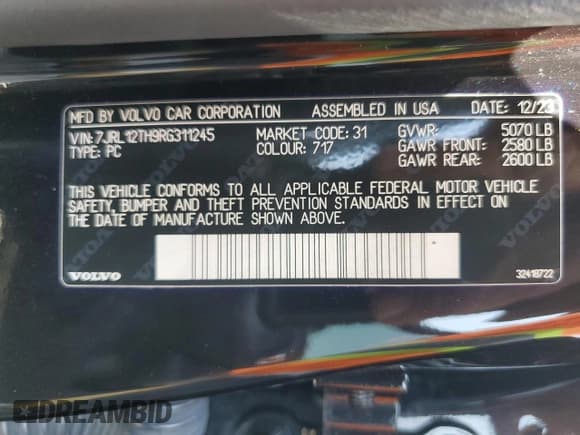 MFD BY VOLVO CAR CORPORATION ASSEMBLED IN USA DATE: 12/23
VIN: 7JRL12TH9RG311245 MARKET CODE: 31 GVWR: 5070 LB
TYPE: PC COLOUR: 717 GAWR FRONT: 2580 LB
GAWR REAR: 2600 LB
THIS VEHICLE CONFORMS TO ALL APPLICABLE FEDERAL MOTOR VEHICLE
SAFETY, BUMPER AND THEFT PREVENTION STANDARDS IN EFFECT ON
THE DATE OF MANUFACTURE SHOWN ABOVE.
VOLVO 32418722
DREAMBID